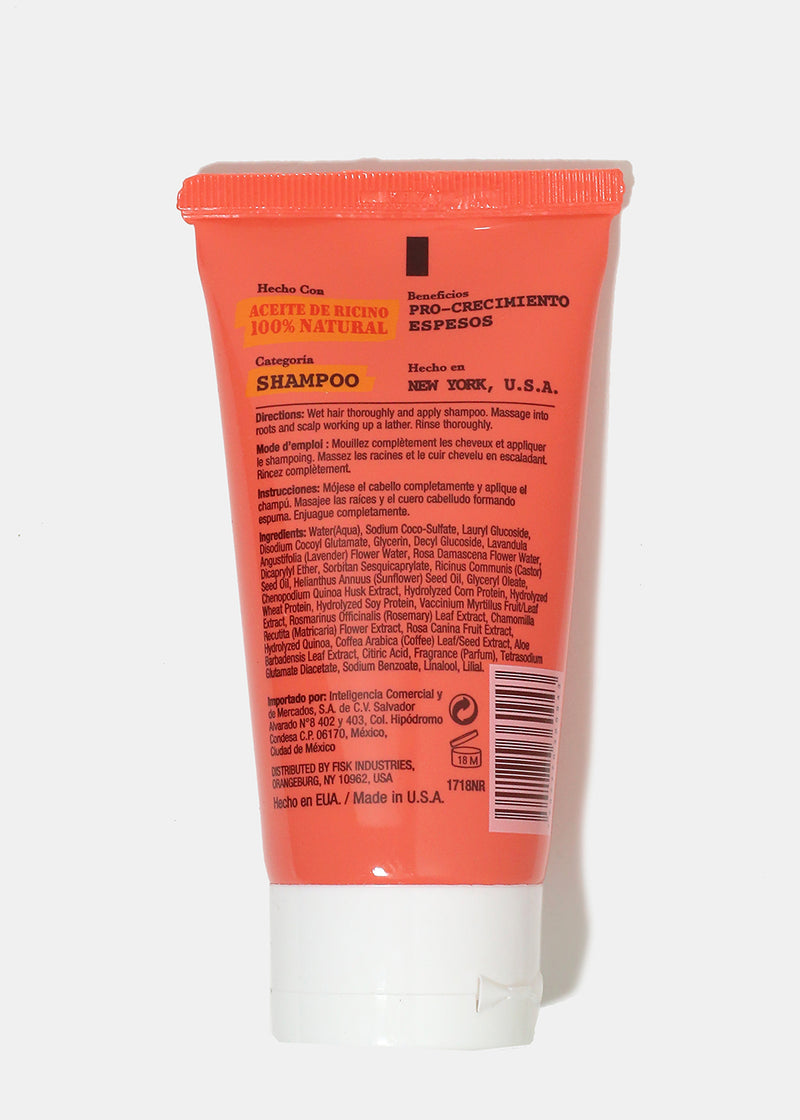 Hecho Con
ACEITE DE RICINO
100% NATURAL
Beneficios
PRO-CRECIMIENTO
ESPESOS
Categoría
SHAMPOO
Hecho en
NEW YORK, U.S.A.
Directions: Wet hair thoroughly and apply shampoo. Massage into
roots and scalp working up a lather. Rinse thoroughly.
Mode d'emploi : Mouillez complètement les cheveux et appliquer
le shampoing. Massez les racines et le cuir chevelu en escaladant.
Rincez complètement.
Instrucciones: Mójese el cabello completamente y aplique el
champú. Masajee las raíces y el cuero cabelludo formando
espuma. Enjuague completamente.
Ingredients: Water(Aqua), Sodium Coco-Sulfate, Lauryl Glucoside,
Disodium Cocoyl Glutamate, Glycerin, Decyl Glucoside, Lavandula
Angustifolia (Lavender) Flower Water, Rosa Damascena Flower Water,
Dicaprylyl Ether, Sorbitan Sesquicaprylate, Ricinus Communis (Castor)
Seed Oil, Helianthus Annuus (Sunflower) Seed Oil, Glyceryl Oleate,
Chenopodium Quinoa Husk Extract, Hydrolyzed Corn Protein, Hydrolyzed
Wheat Protein, Hydrolyzed Soy Protein, Vaccinium Myrtillus Fruit/Leaf
Extract, Rosmarinus Officinalis (Rosemary) Leaf Extract, Chamomilla
Recutita (Matricaria) Flower Extract, Rosa Canina Fruit Extract,
Hydrolyzed Quinoa, Coffea Arabica (Coffee) Leaf/Seed Extract, Aloe
Barbadensis Leaf Extract, Citiric Acid, Fragrance (Parfum), Tetrasodium
Glutamate Diacetate, Sodium Benzoate, Linalool, Lilial.
Importado por: Inteligencia Comercial y
de Mercados, S.A. de C.V. Salvador
Alvarado N°8 402 y 403, Col. Hipódromo
Condesa C.P. 06170, México,
Ciudad de México
18 M
DISTRIBUTED BY FISK INDUSTRIES,
ORANGEBURG, NY 10962, USA
1718NR
Hecho en EUA. / Made in U.S.A.